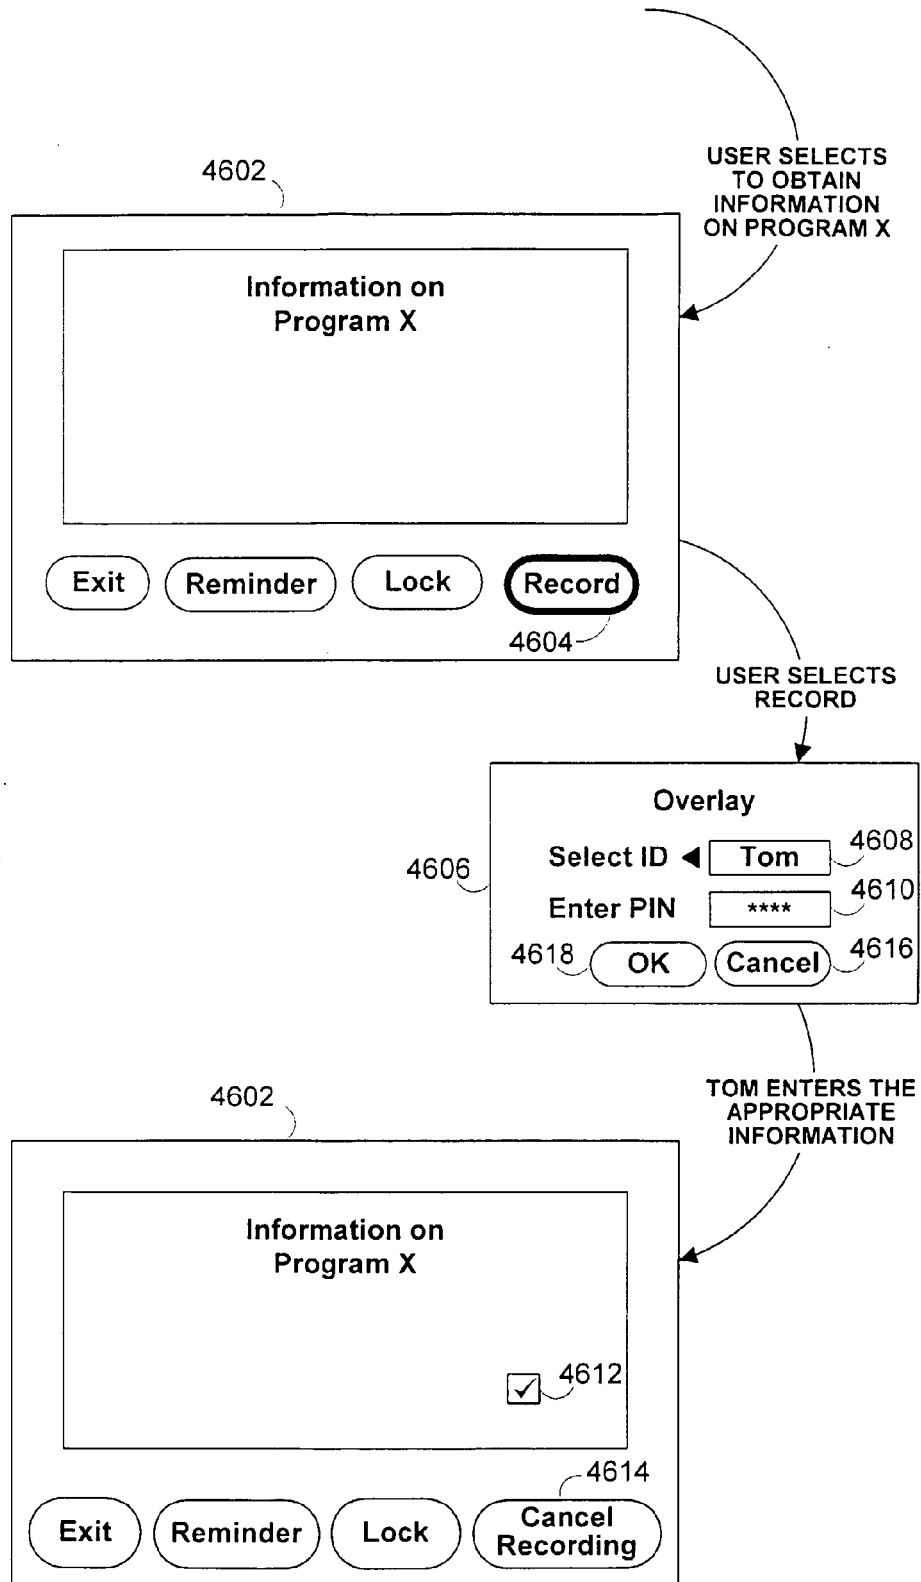 USER SELECTS
TO OBTAIN
INFORMATION
ON PROGRAM X
4602
Information on
Program X
Exit
Reminder
Lock
Record
4604
USER SELECTS
RECORD
Overlay
4606
Select ID ◀ Tom
4608
Enter PIN ****
4610
4618
OK
Cancel
4616
TOM ENTERS THE
APPROPRIATE
INFORMATION
4602
Information on
Program X
4612
4614
Exit
Reminder
Lock
Cancel
Recording